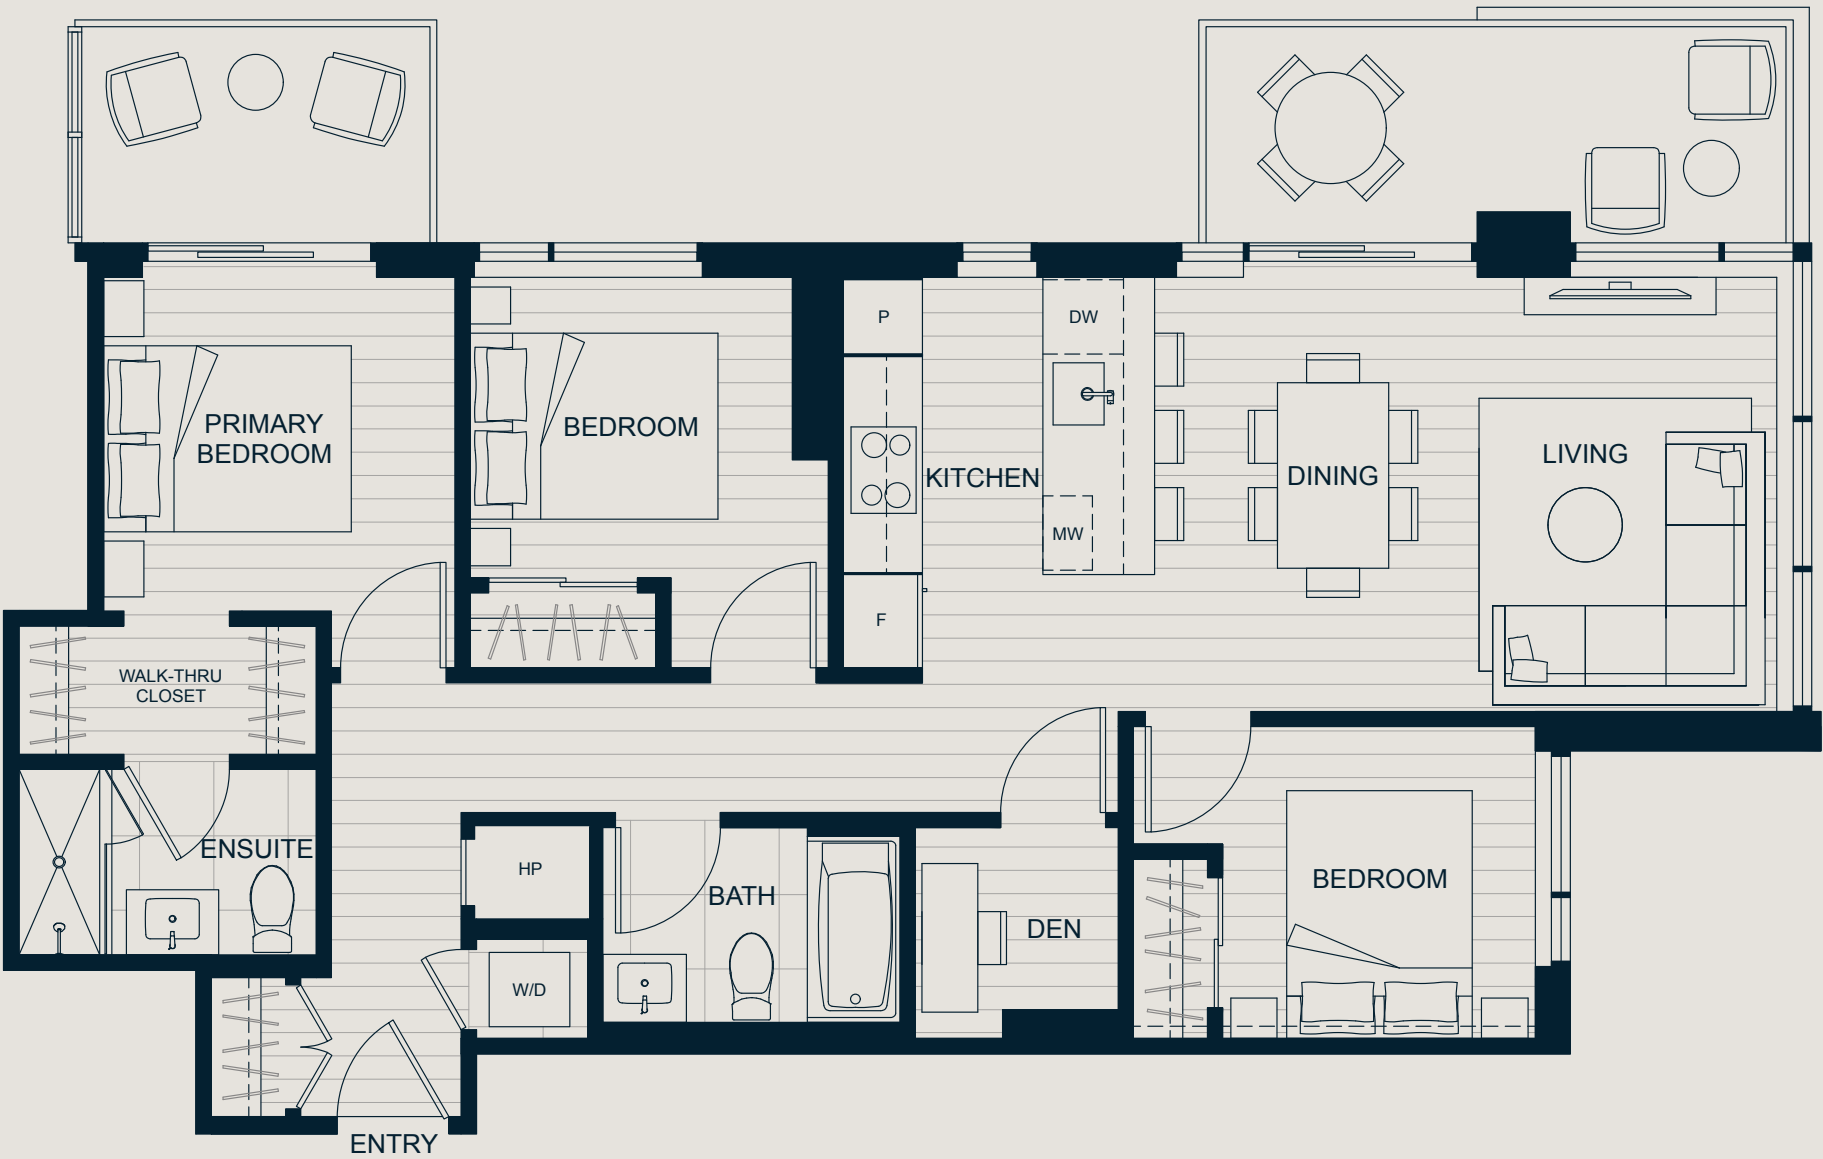 P
DW
PRIMARY
BEDROOM
BEDROOM
KITCHEN
DINING
LIVING
MW
F
WALK-THRU
CLOSET
ENSUITE
HP
BATH
DEN
BEDROOM
W/D
ENTRY